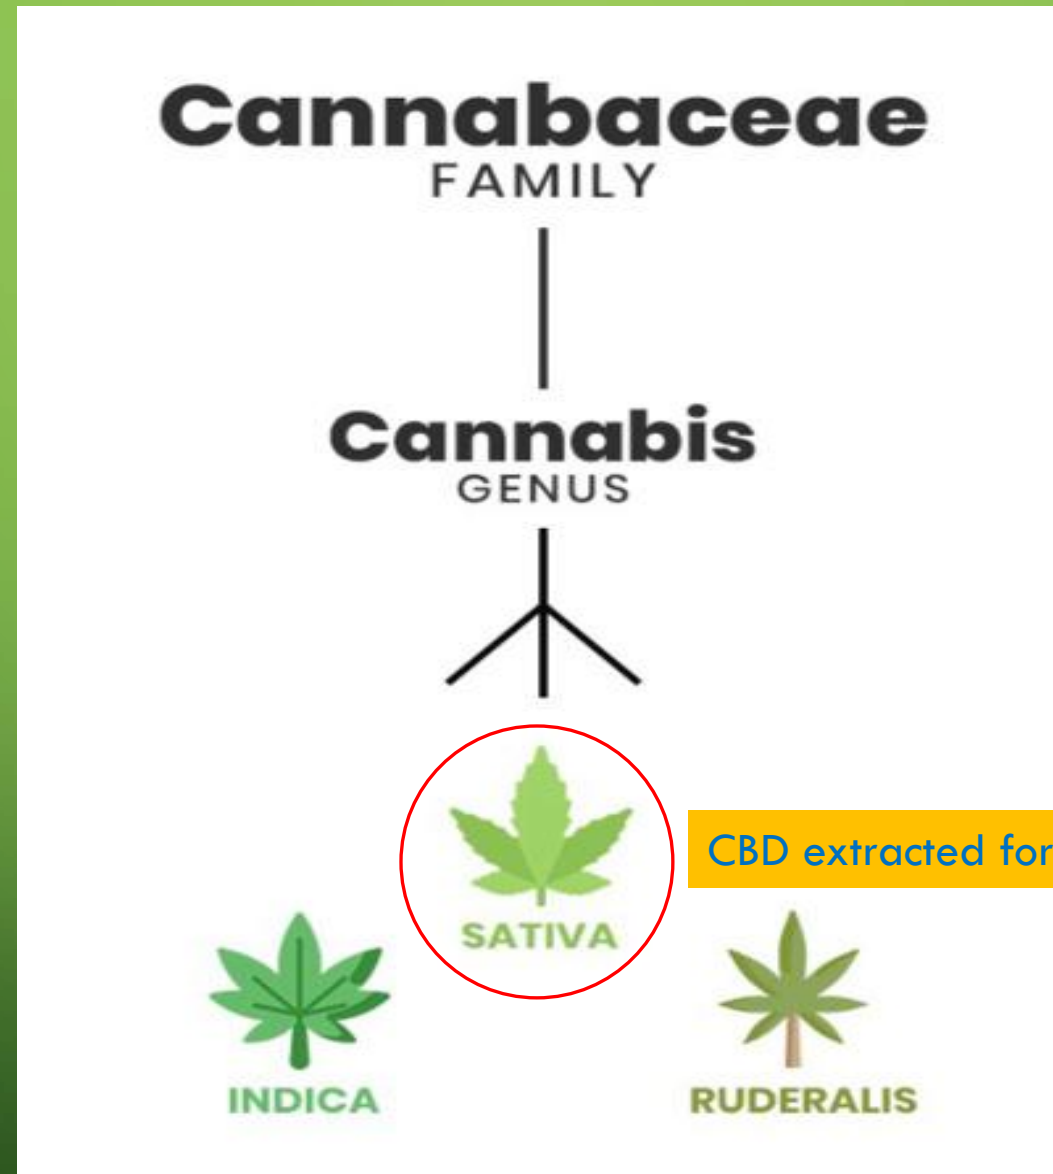 Cannabaceae
FAMILY
Cannabis
GENUS
CBD extracted for
SATIVA
INDICA
RUDERALIS